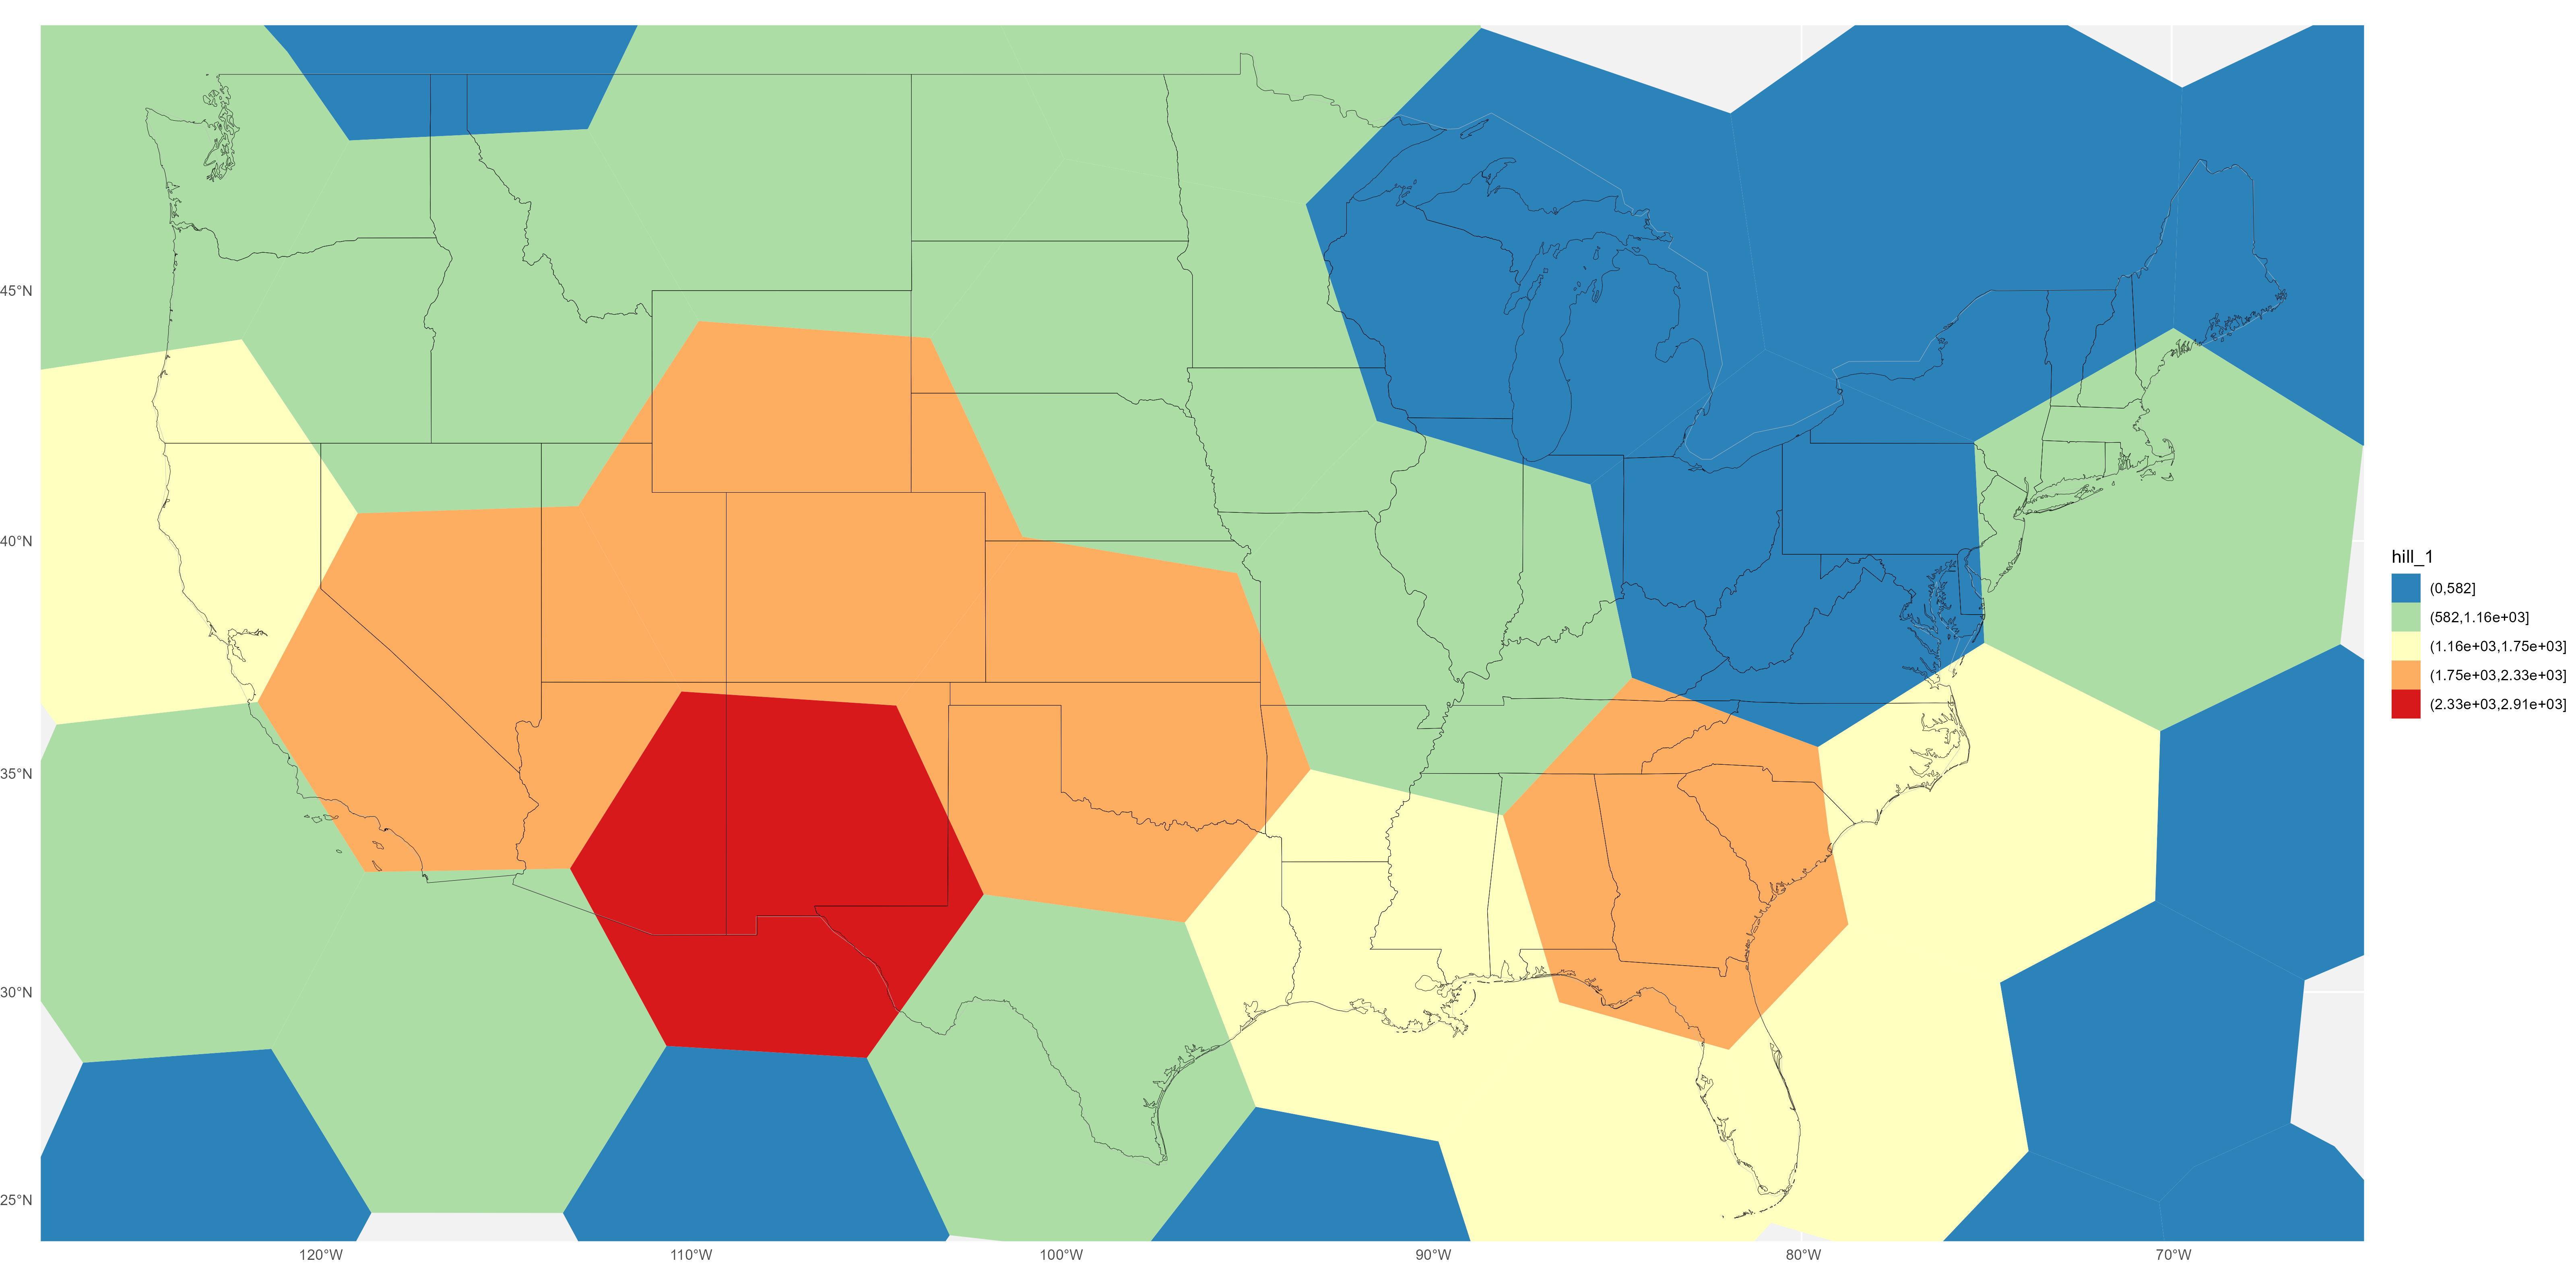 45°N
40°N
35°N
30°N
25°N
120°W
110°W
100°W
90°W
80°W
70°W
hill_1
(0,582]
(582,1.16e+03]
(1.16e+03,1.75e+03]
(1.75e+03,2.33e+03]
(2.33e+03,2.91e+03]